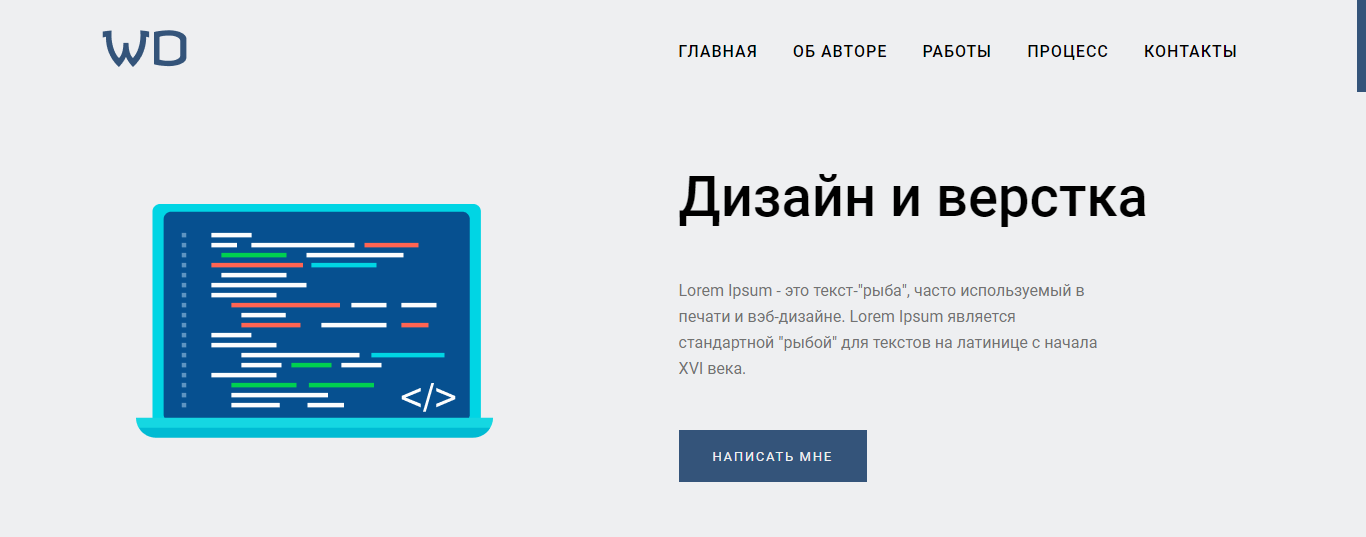 WD
ГЛАВНАЯ ОБ АВТОРЕ РАБОТЫ ПРОЦЕСС КОНТАКТЫ
Дизайн и верстка
Lorem Ipsum - это текст-"рыба", часто используемый в
печати и вэб-дизайне. Lorem Ipsum является
стандартной "рыбой" для текстов на латинице с начала
XVI века.
</>
НАПИСАТЬ МНЕ